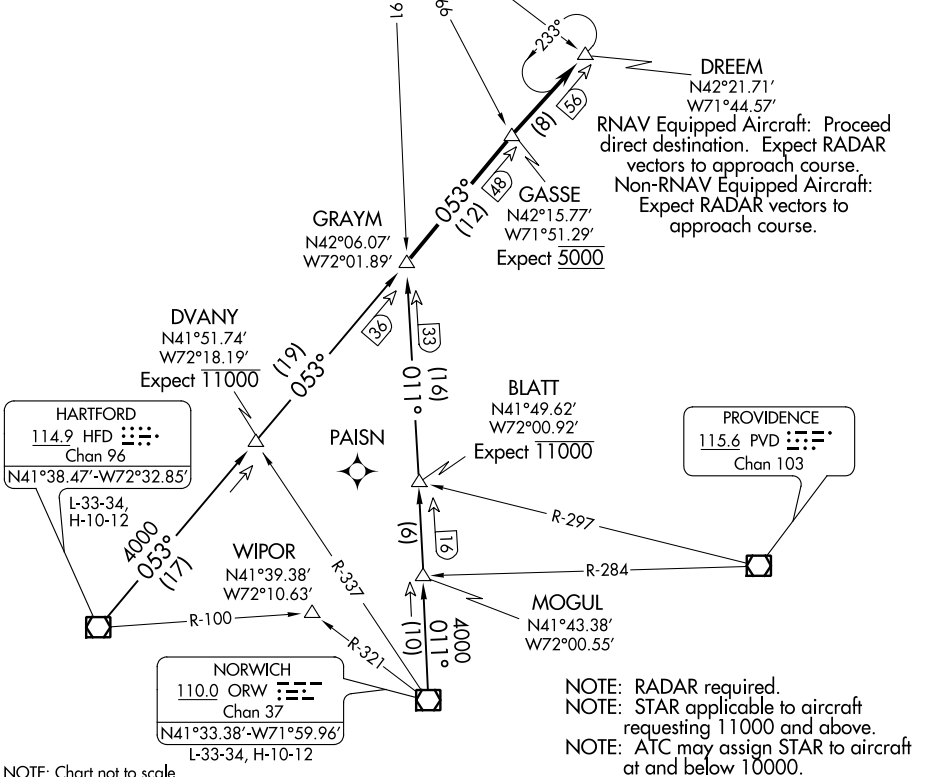 91
66
233°
DREEM
N42°21.71'
W71°44.57'
RNAV Equipped Aircraft: Proceed
direct destination. Expect RADAR
vectors to approach course.
Non-RNAV Equipped Aircraft:
Expect RADAR vectors to
approach course.
56
(8)
48
053°
(12)
GASSE
N42°15.77'
W71°51.29'
Expect 5000
GRAYM
N42°06.07'
W72°01.89'
36
33
DVANY
N41°51.74'
W72°18.19'
Expect 11000
(19)
053°
(16)
011°
BLATT
N41°49.62'
W72°00.92'
Expect 11000
HARTFORD
114.9 HFD
Chan 96
N41°38.47'-W72°32.85'
L-33-34,
H-10-12
PAISN
PROVIDENCE
115.6 PVD
Chan 103
4000
053°
(17)
WIPOR
N41°39.38'
W72°10.63'
R-337
(6)
16
R-297
R-284
R-100
R-321
(10)
4000
011°
MOGUL
N41°43.38'
W72°00.55'
NORWICH
110.0 ORW
Chan 37
N41°33.38'-W71°59.96'
L-33-34, H-10-12
NOTE: RADAR required.
NOTE: STAR applicable to aircraft
requesting 11000 and above.
NOTE: ATC may assign STAR to aircraft
at and below 10000.
NOTE: Chart not to scale